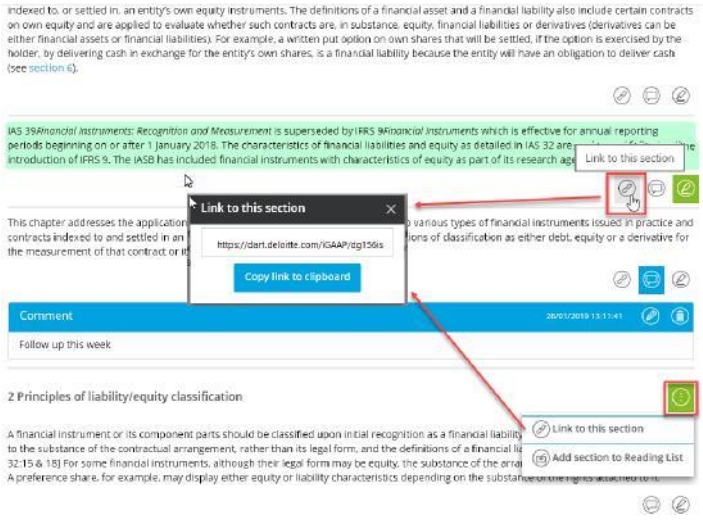 indexed to, or settled in, an entity's own equity instruments. The definitions of a financial asset and a financial liability also include certain contracts
on own equity and are applied to evaluate whether such contracts are, in substance, equity, financial liabilities or derivatives (derivatives can be
either financial assets or financial liabilities). For example, a written put option on own shares that will be settled, if the option is exercised by the
holder, by delivering cash in exchange for the entity's own shares, is a financial liability because the entity will have an obligation to deliver cash
(see section 6).
IAS 39Financial Instruments: Recognition and Measurement is superseded by IFRS 9Financial Instruments which is effective for annual reporting
periods beginning on or after 1 January 2018. The characteristics of financial liabilities and equity as detailed in IAS 32 are
introduction of IFRS 9. The IASB has included financial instruments with characteristics of equity as part of its research
Link to this section
Link to this section
https://dart.deloitte.com/iGAAP/dg156is
Copy link to clipboard
This chapter addresses the application various types of financial instruments issued in practice and
contracts indexed to and settled in an of classification as either debt, equity or a derivative for
the measurement of that contract or
Comment 28/01/2019 13:11:41
Follow up this week
2 Principles of liability/equity classification
A financial instrument or its component parts should be classified upon initial recognition as a financial liability
to the substance of the contractual arrangement, rather than its legal form, and the definitions of a financial
32:15 & 18] For some financial instruments, although their legal form may be equity, the substance of the
A preference share, for example, may display either equity or liability characteristics depending on the substance of the rights attached to it.
Link to this section
Add section to Reading List